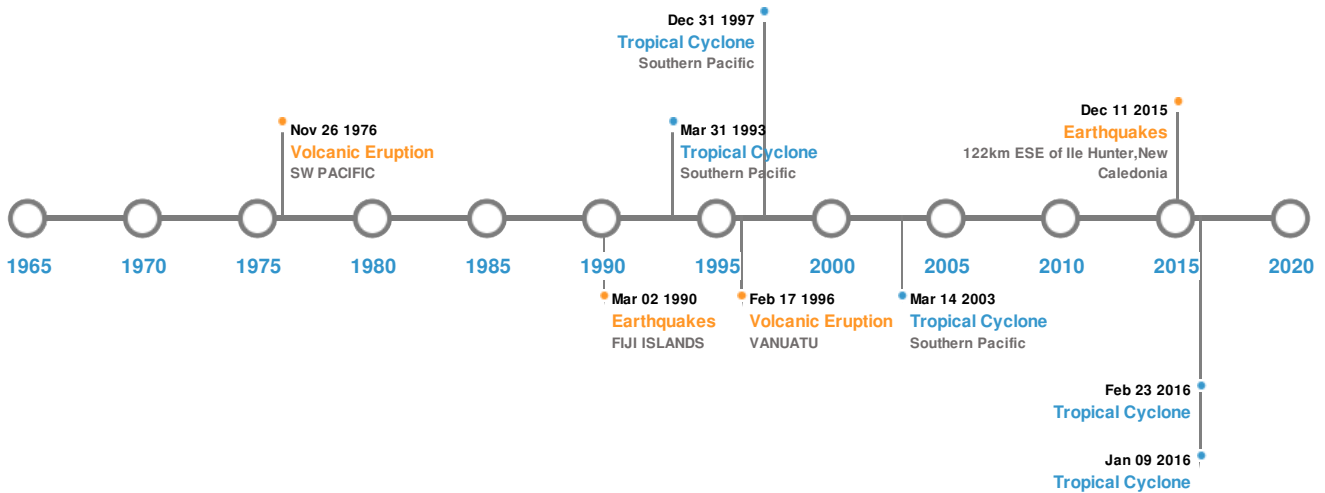 Dec 31 1997
Tropical Cyclone
Southern Pacific
Nov 26 1976
Volcanic Eruption
SW PACIFIC
Mar 31 1993
Tropical Cyclone
Southern Pacific
Dec 11 2015
Earthquakes
122km ESE of Ile Hunter,New
Caledonia
1965 1970 1975 1980 1985 1990 1995 2000 2005 2010 2015 2020
Mar 02 1990
Earthquakes
FIJI ISLANDS
Feb 17 1996
Volcanic Eruption
VANUATU
Mar 14 2003
Tropical Cyclone
Southern Pacific
Feb 23 2016
Tropical Cyclone
Jan 09 2016
Tropical Cyclone